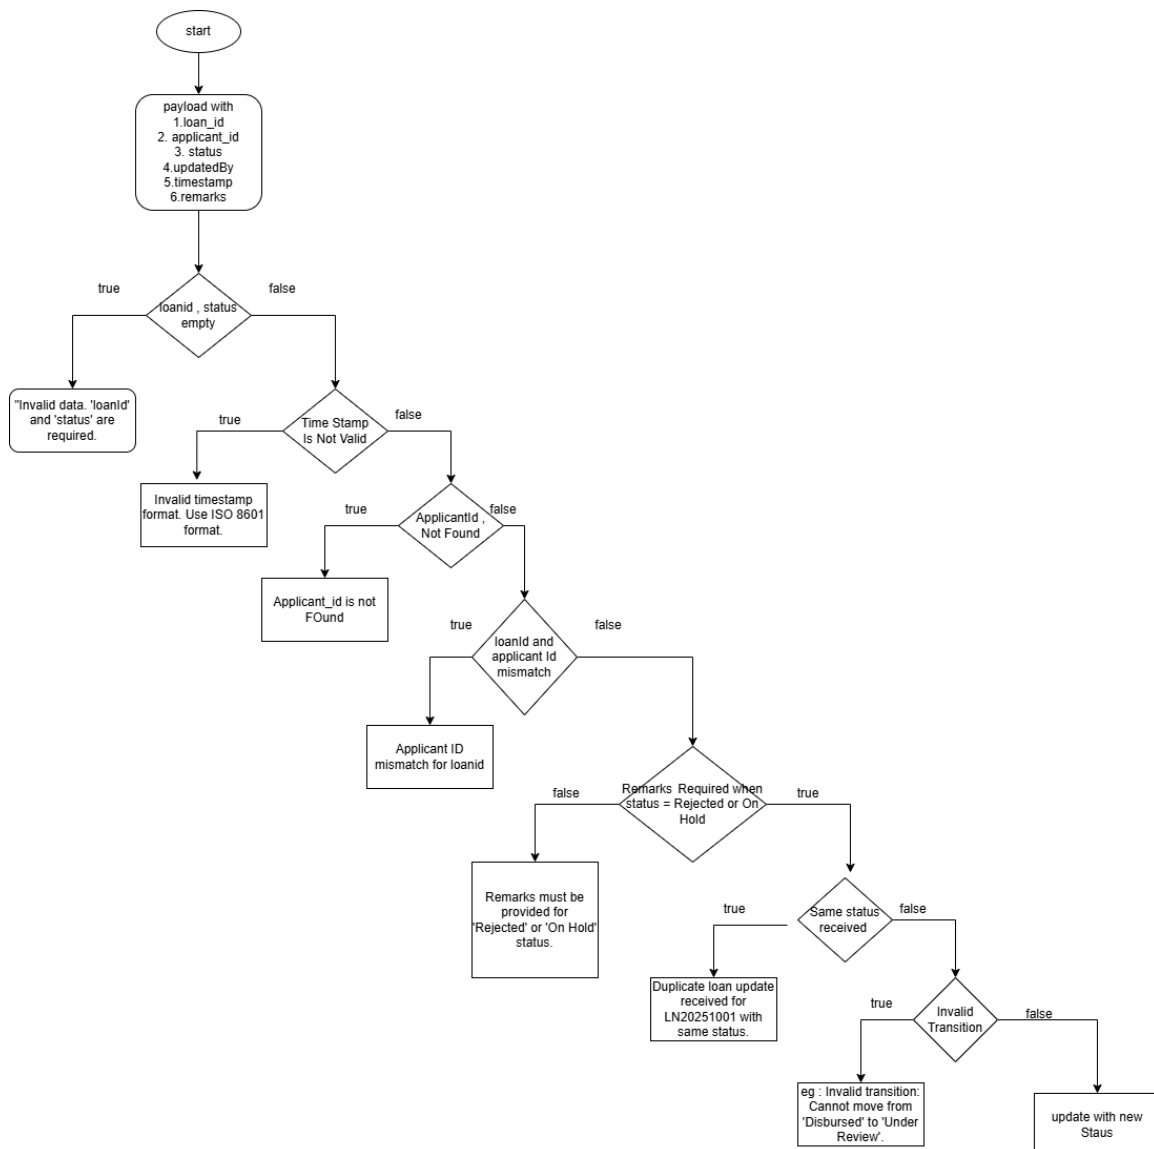 start
payload with
1.loan_id
2. applicant_id
3. status
4.updatedBy
5.timestamp
6.remarks
true
false
loanid , status
empty
"Invalid data. 'loanId'
and 'status' are
required.
true
false
Time Stamp
Is Not Valid
Invalid timestamp
format. Use ISO 8601
format.
true
false
ApplicantId ,
Not Found
Applicant_id is not
FOund
true
false
loanId and
applicant Id
mismatch
Applicant ID
mismatch for loanid
false
true
Remarks Required when
status = Rejected or On
Hold
Remarks must be
provided for
'Rejected' or 'On Hold'
status.
true
false
Same status
received
Duplicate loan update
received for
LN20251001 with
same status.
true
false
Invalid
Transition
eg : Invalid transition:
Cannot move from
'Disbursed' to 'Under
Review'.
update with new
Staus